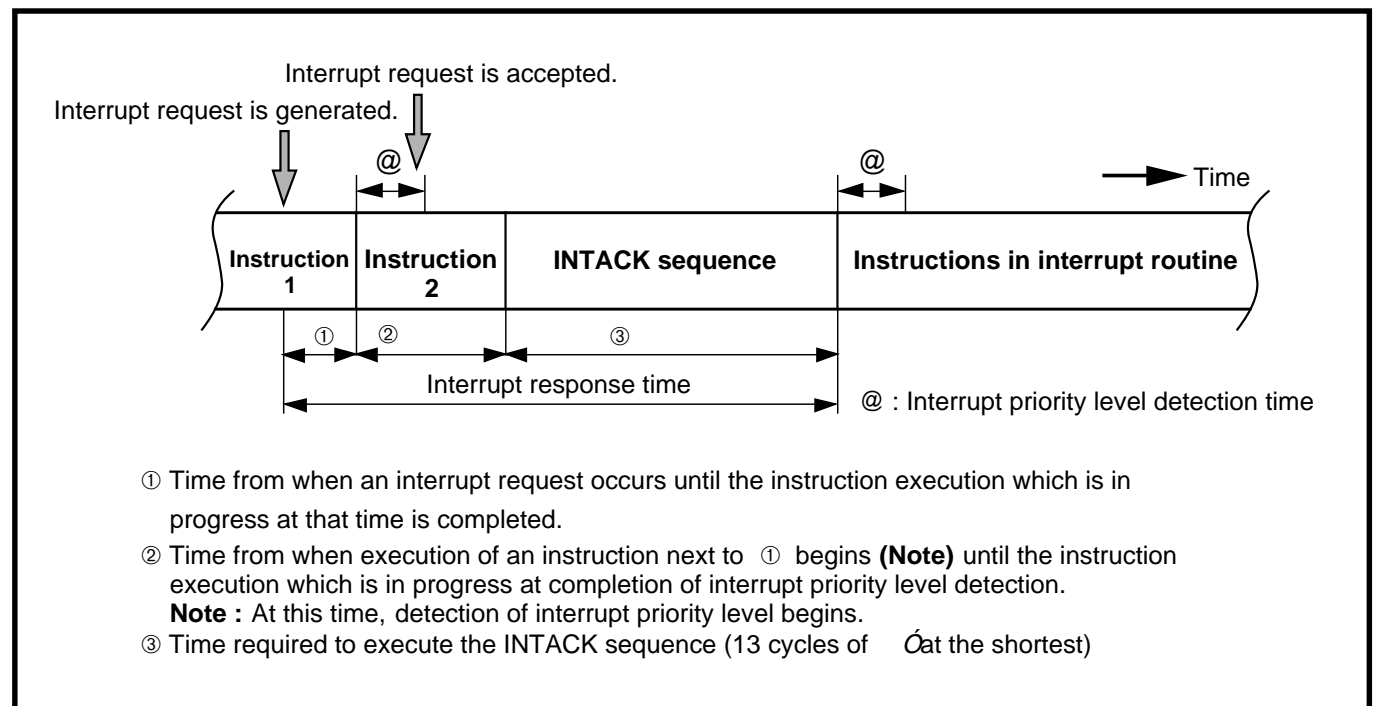 Interrupt request is accepted.
Interrupt request is generated.
@
@
Time
Instruction
1
Instruction
2
INTACK sequence
Instructions in interrupt routine
①
②
③
Interrupt response time
@ : Interrupt priority level detection time
① Time from when an interrupt request occurs until the instruction execution which is in
progress at that time is completed.
② Time from when execution of an instruction next to ① begins (Note) until the instruction
execution which is in progress at completion of interrupt priority level detection.
Note : At this time, detection of interrupt priority level begins.
③ Time required to execute the INTACK sequence (13 cycles of Óat the shortest)